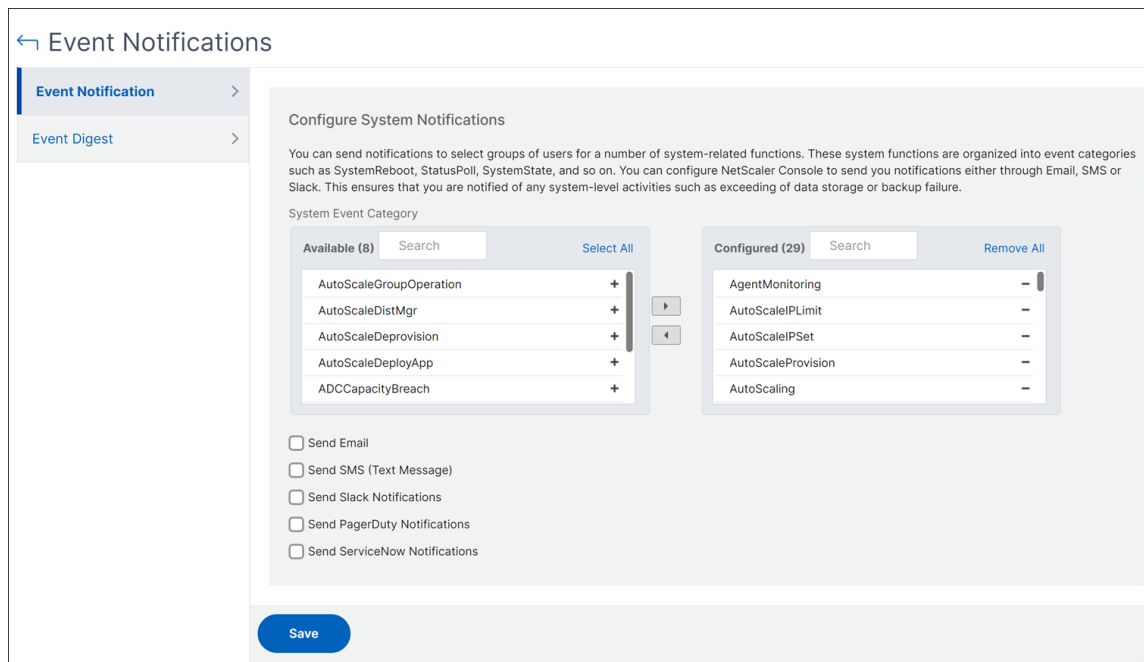 Event Notifications
Event Notification
Event Digest
Configure System Notifications
You can send notifications to select groups of users for a number of system-related functions. These system functions are organized into event categories
such as SystemReboot, StatusPoll, SystemState, and so on. You can configure NetScaler Console to send you notifications either through Email, SMS or
Slack. This ensures that you are notified of any system-level activities such as exceeding of data storage or backup failure.
System Event Category
Available (8) Search Select All
AutoScaleGroupOperation +
AutoScaleDistMgr +
AutoScaleDeprovision +
AutoScaleDeployApp +
ADCCapacityBreach +
Configured (29) Search Remove All
AgentMonitoring −
AutoScaleIPLimit −
AutoScaleIPSet −
AutoScaleProvision −
AutoScaling −
Send Email
Send SMS (Text Message)
Send Slack Notifications
Send PagerDuty Notifications
Send ServiceNow Notifications
Save